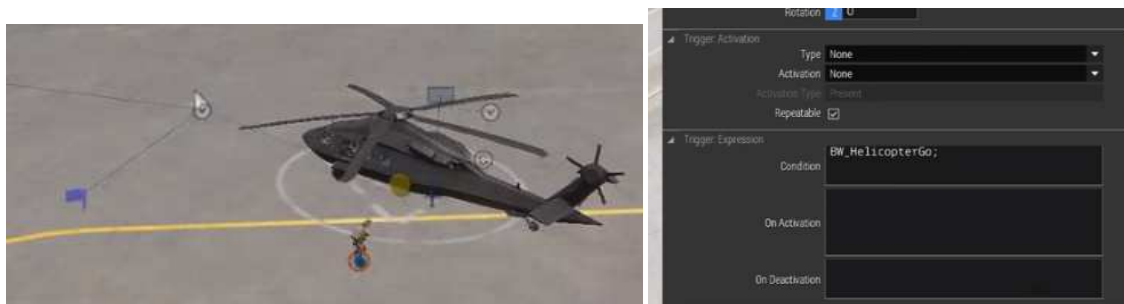 Rotation Z 0
Trigger: Activation
Type None
Activation None
Activation Type Present
Repeatable
Trigger: Expression
Condition BW_HelicopterGo;
On Activation
On Deactivation